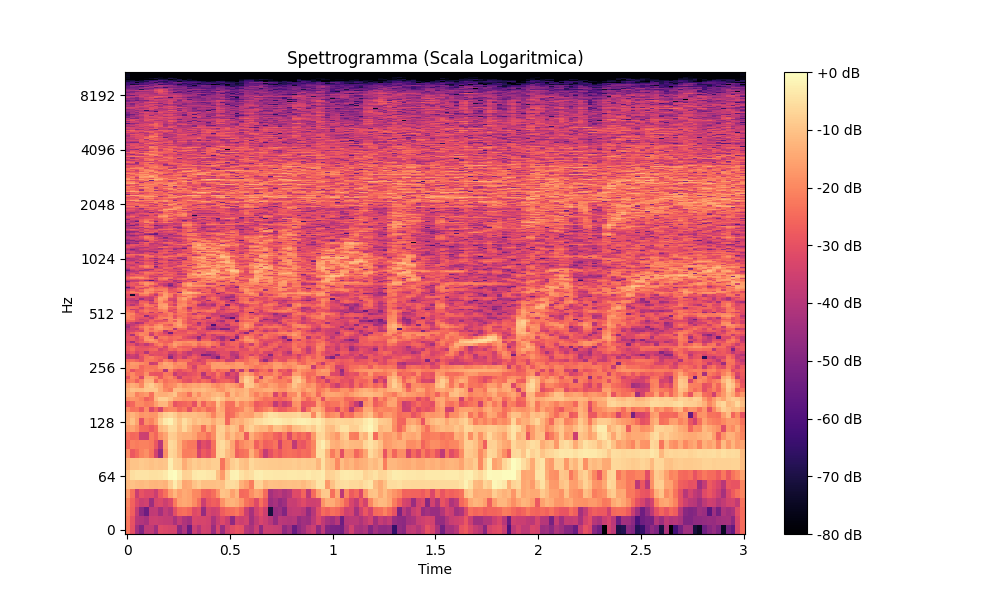 Spettrogramma (Scala Logaritmica)
Hz
8192
4096
2048
1024
512
256
128
64
0
0 0.5 1 1.5 2 2.5 3
Time
+0 dB
-10 dB
-20 dB
-30 dB
-40 dB
-50 dB
-60 dB
-70 dB
-80 dB